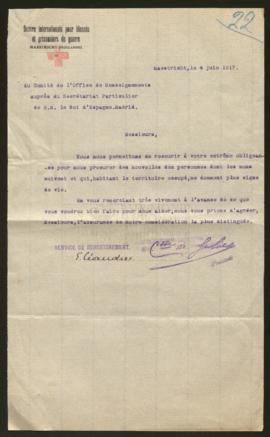 22
Oeuvre internationale pour blessés
et prisonniers de guerre
MAESTRICHT (HOLLANDE)
Maestricht, le 4 juin 1917.
Au Comité de l'Office de Renseignements
auprès du Secrétariat Particulier
de S.M. le Roi d'Espagne, Madrid.
Messieurs,
Nous nous permettons de recourir à votre extrême obligean-
ce pour nous procurer des nouvelles des personnes dont les noms
suivent et qui, habitant le territoire occupé, ne donnent plus signe
de vie.
En vous remerciant très vivement à l'avance de ce que
vous voudrez bien faire pour nous aider, nous vous prions d'agréer,
Messieurs, l'assurance de notre considération la plus distinguée.
SERVICE DE RENSEIGNEMENT.